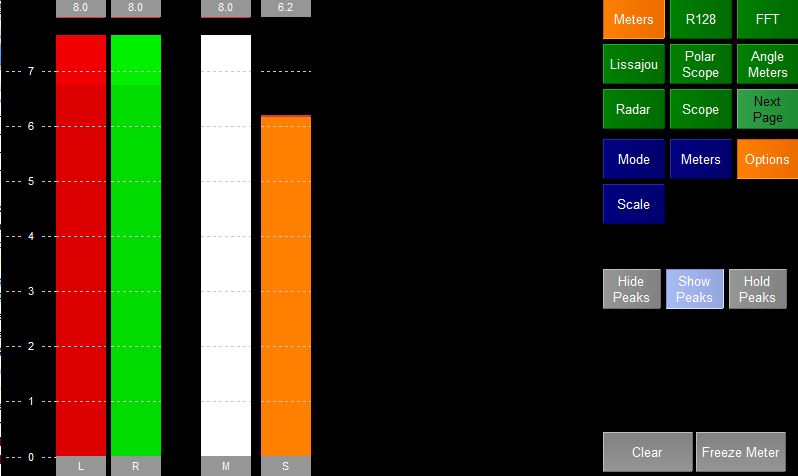 8.0 8.0 8.0 6.2
7
6
5
4
3
2
1
0
L R M S
Meters R128 FFT
Lissajou Polar Scope Angle Meters
Radar Scope Next Page
Mode Meters Options
Scale
Hide Peaks Show Peaks Hold Peaks
Clear Freeze Meter